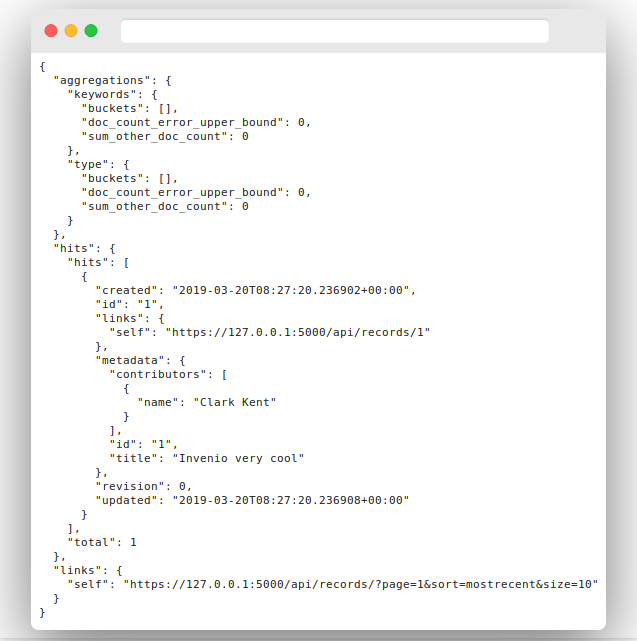 {
  "aggregations": {
    "keywords": {
      "buckets": [],
      "doc_count_error_upper_bound": 0,
      "sum_other_doc_count": 0
    },
    "type": {
      "buckets": [],
      "doc_count_error_upper_bound": 0,
      "sum_other_doc_count": 0
    }
  },
  "hits": {
    "hits": [
      {
        "created": "2019-03-20T08:27:20.236902+00:00",
        "id": "1",
        "links": {
          "self": "https://127.0.0.1:5000/api/records/1"
        },
        "metadata": {
          "contributors": [
            {
              "name": "Clark Kent"
            }
          ],
          "id": "1",
          "title": "Invenio very cool"
        },
        "revision": 0,
        "updated": "2019-03-20T08:27:20.236908+00:00"
      }
    ],
    "total": 1
  },
  "links": {
    "self": "https://127.0.0.1:5000/api/records/?page=1&sort=mostrecent&size=10"
  }
}